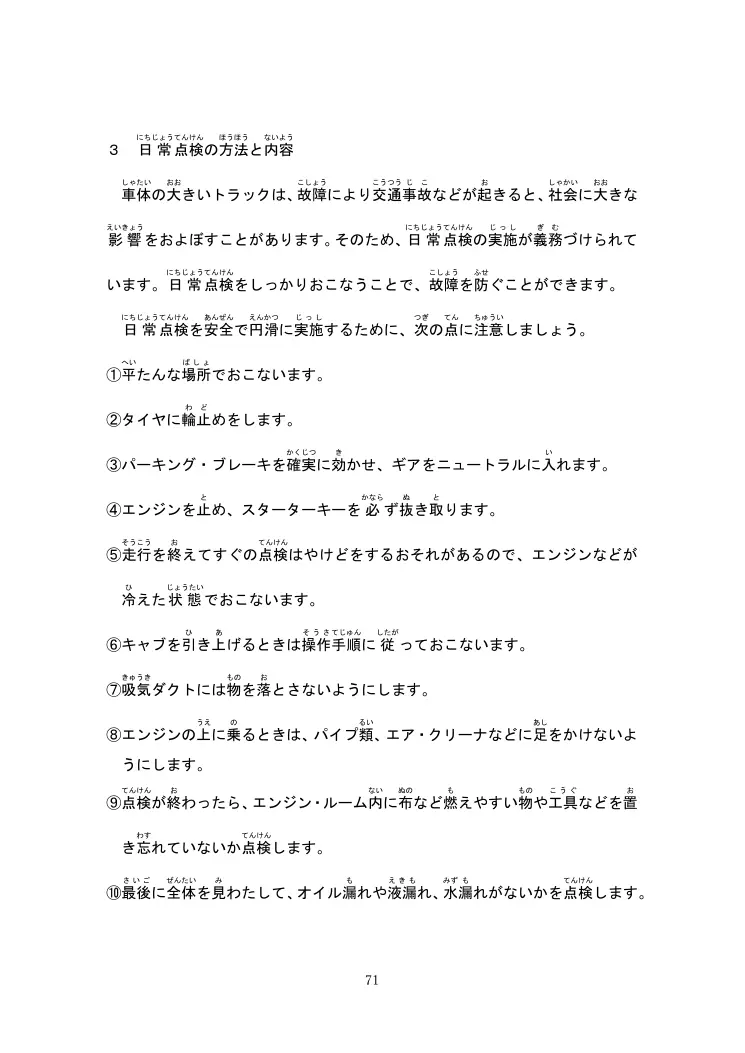 ３　日常点検の方法と内容
車体の大きいトラックは、故障により交通事故などが起きると、社会に大きな
影響をおよぼすことがあります。そのため、日常点検の実施が義務づけられて
います。日常点検をしっかりおこなうことで、故障を防ぐことができます。
日常点検を安全で円滑に実施するために、次の点に注意しましょう。
①平たんな場所でおこないます。
②タイヤに輪止めをします。
③パーキング・ブレーキを確実に効かせ、ギアをニュートラルに入れます。
④エンジンを止め、スターターキーを必ず抜き取ります。
⑤走行を終えてすぐの点検はやけどをするおそれがあるので、エンジンなどが
冷えた状態でおこないます。
⑥キャブを引き上げるときは操作手順に従っておこないます。
⑦吸気ダクトには物を落とさないようにします。
⑧エンジンの上に乗るときは、パイプ類、エア・クリーナなどに足をかけないよ
うにします。
⑨点検が終わったら、エンジン・ルーム内に布など燃えやすい物や工具などを置
き忘れていないか点検します。
⑩最後に全体を見わたして、オイル漏れや液漏れ、水漏れがないかを点検します。
71